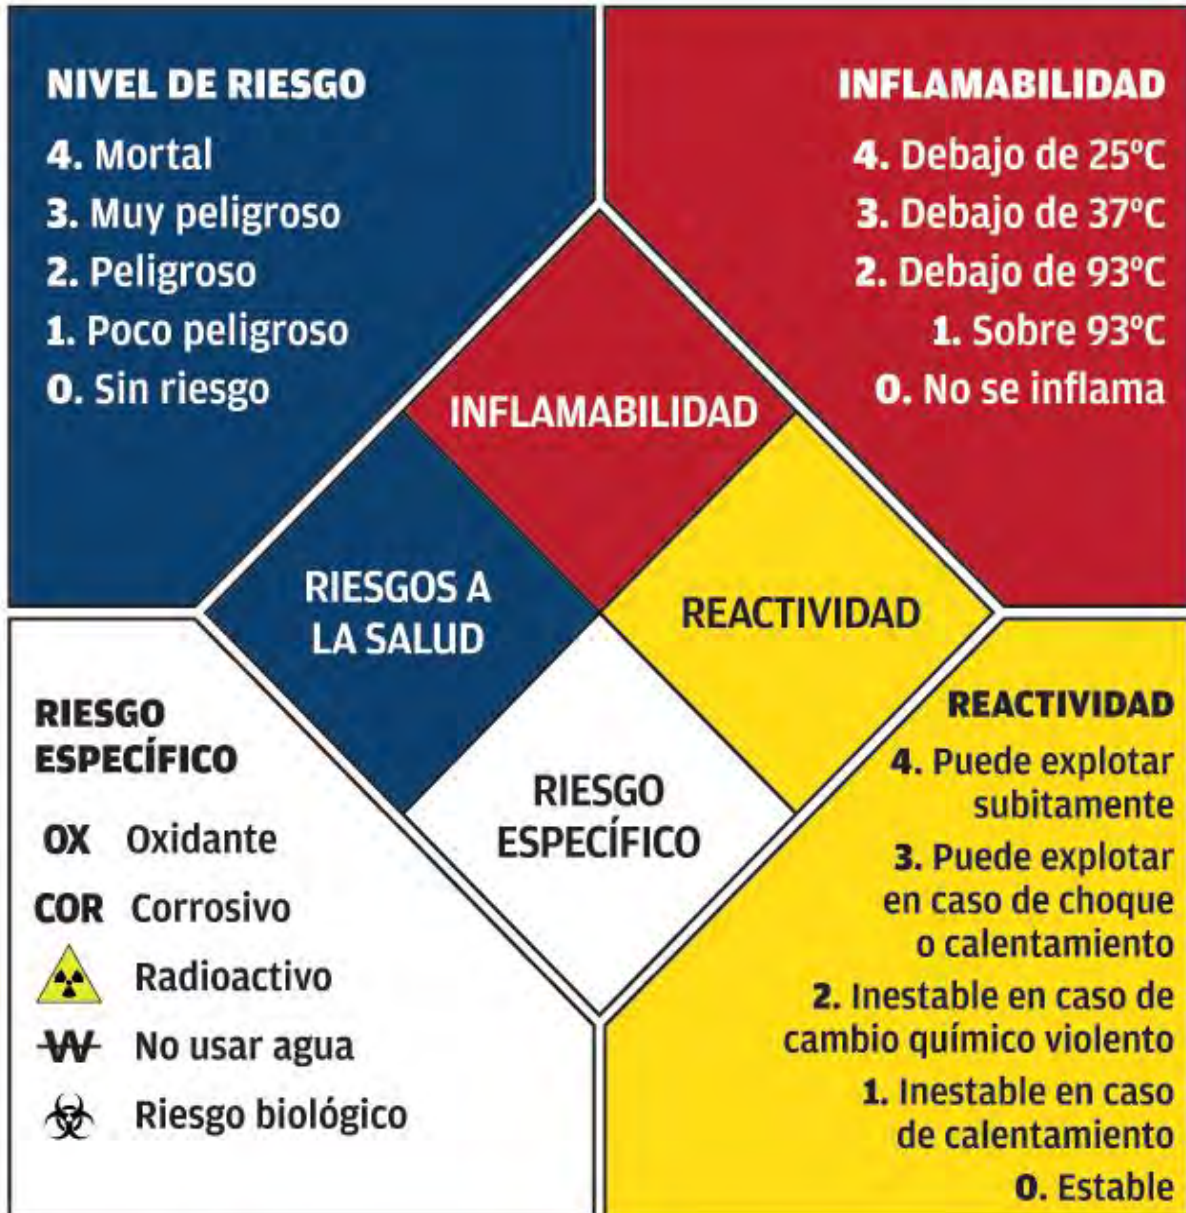 NIVEL DE RIESGO
4. Mortal
3. Muy peligroso
2. Peligroso
1. Poco peligroso
0. Sin riesgo
INFLAMABILIDAD
4. Debajo de 25ºC
3. Debajo de 37ºC
2. Debajo de 93ºC
1. Sobre 93ºC
0. No se inflama
INFLAMABILIDAD
RIESGOS A
LA SALUD
REACTIVIDAD
RIESGO
ESPECÍFICO
RIESGO
ESPECÍFICO
OX Oxidante
COR Corrosivo
Radioactivo
W No usar agua
Riesgo biológico
REACTIVIDAD
4. Puede explotar
subitamente
3. Puede explotar
en caso de choque
o calentamiento
2. Inestable en caso de
cambio químico violento
1. Inestable en caso
de calentamiento
0. Estable